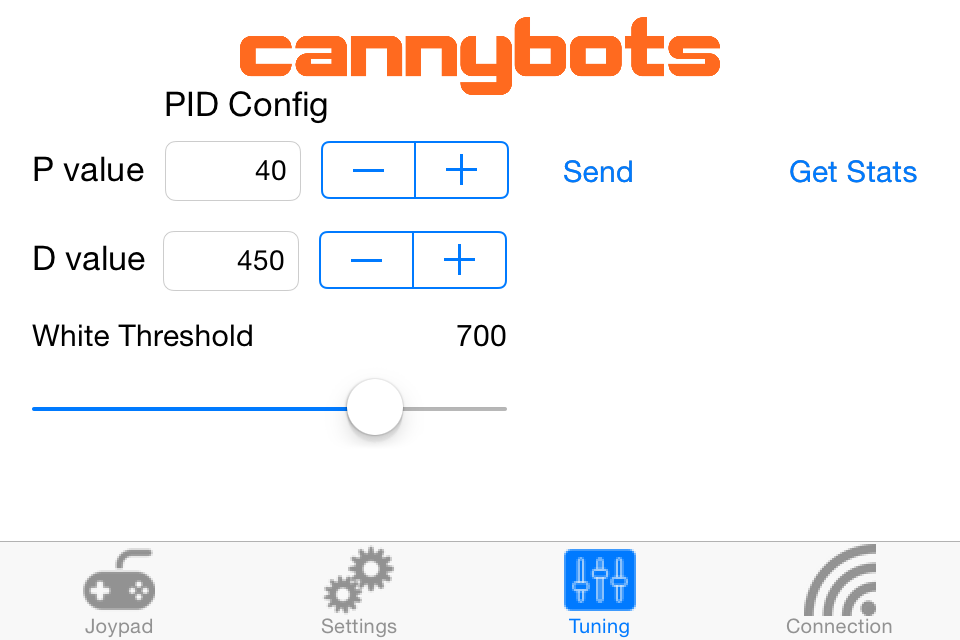 cannybots
PID Config
P value 40 Send Get Stats
D value 450
White Threshold 700
Joypad Settings Tuning Connection